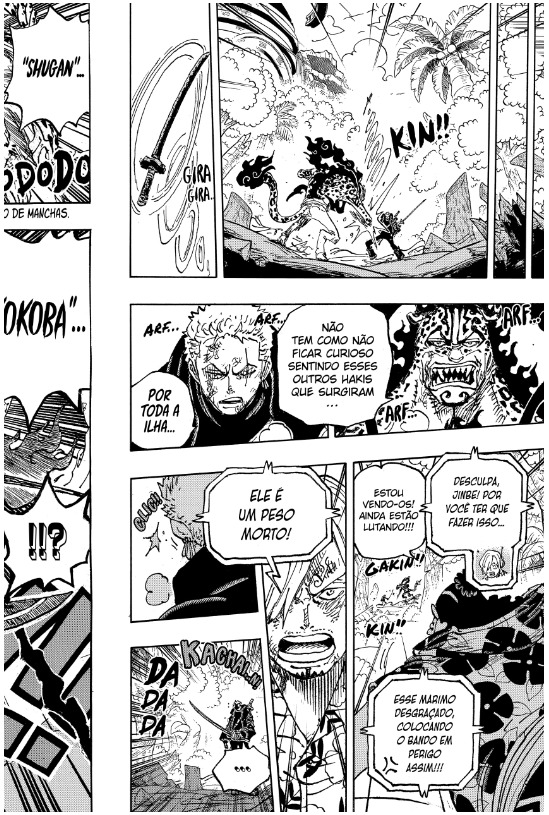 KIN!!
GIRA
GIRA..
ARF...
NÃO
TEM COMO NÃO
FICAR CURIOSO
SENTINDO ESSES
OUTROS HAKIS
QUE SURGIRAM
...
ARF...
ARF...
ARF...
POR
TODA A
ILHA...
DESCULPA,
JINBE! POR
VOCÊ TER QUE
FAZER ISSO...
ESTOU
VENDO-OS!
AINDA ESTÃO
LUTANDO!!!
GAKIN!!
KIN!!
ESSE MARIMO
DESGRAÇADO,
COLOCANDO
O BANDO EM
PERIGO
ASSIM!!!
ELE É
UM PESO
MORTO!
CLICK
KACHAI..!!
DA
DA
DA
...
"SHUGAN"...
DODODO
O DE MANCHAS.
OKOBA"...
!!?